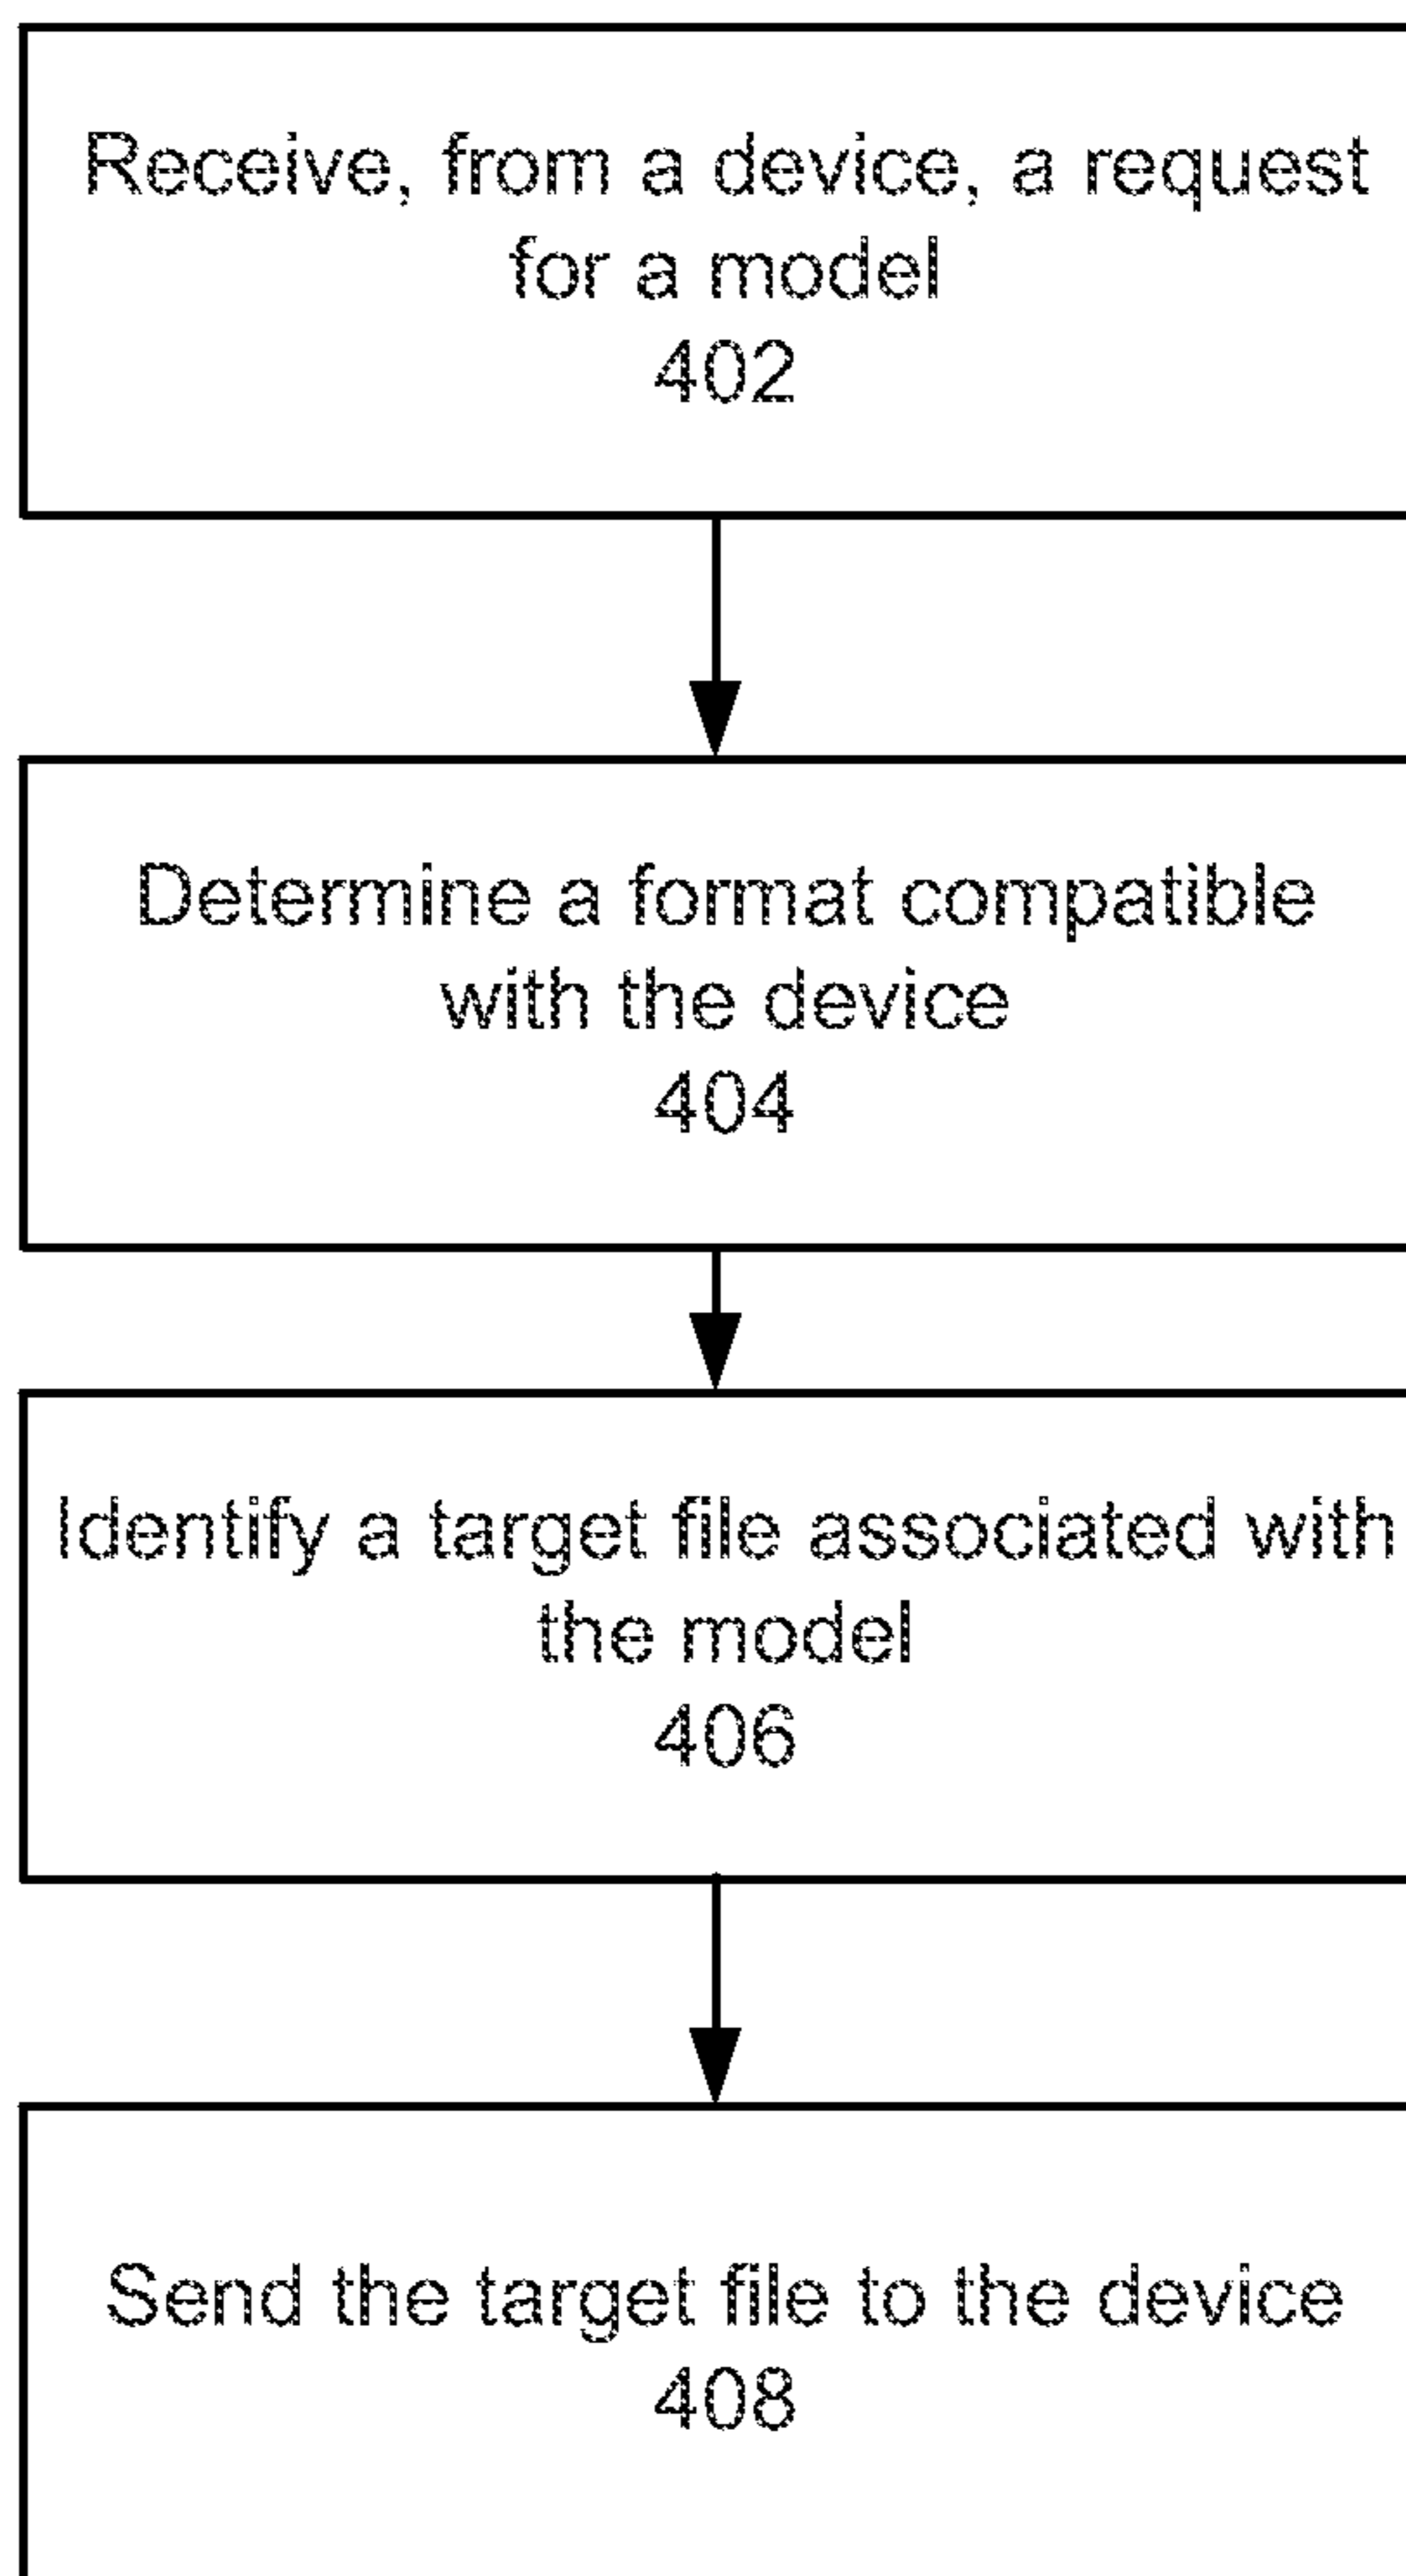 Receive, from a device, a request
for a model
402
Determine a format compatible
with the device
404
Identify a target file associated with
the model
406
Send the target file to the device
408